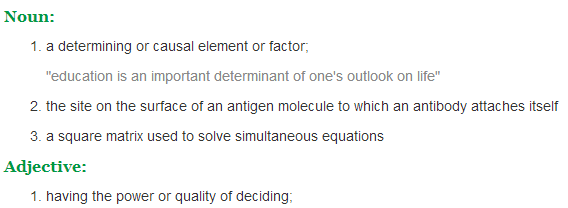 Noun:
1. a determining or causal element or factor;
"education is an important determinant of one's outlook on life"
2. the site on the surface of an antigen molecule to which an antibody attaches itself
3. a square matrix used to solve simultaneous equations
Adjective:
1. having the power or quality of deciding;